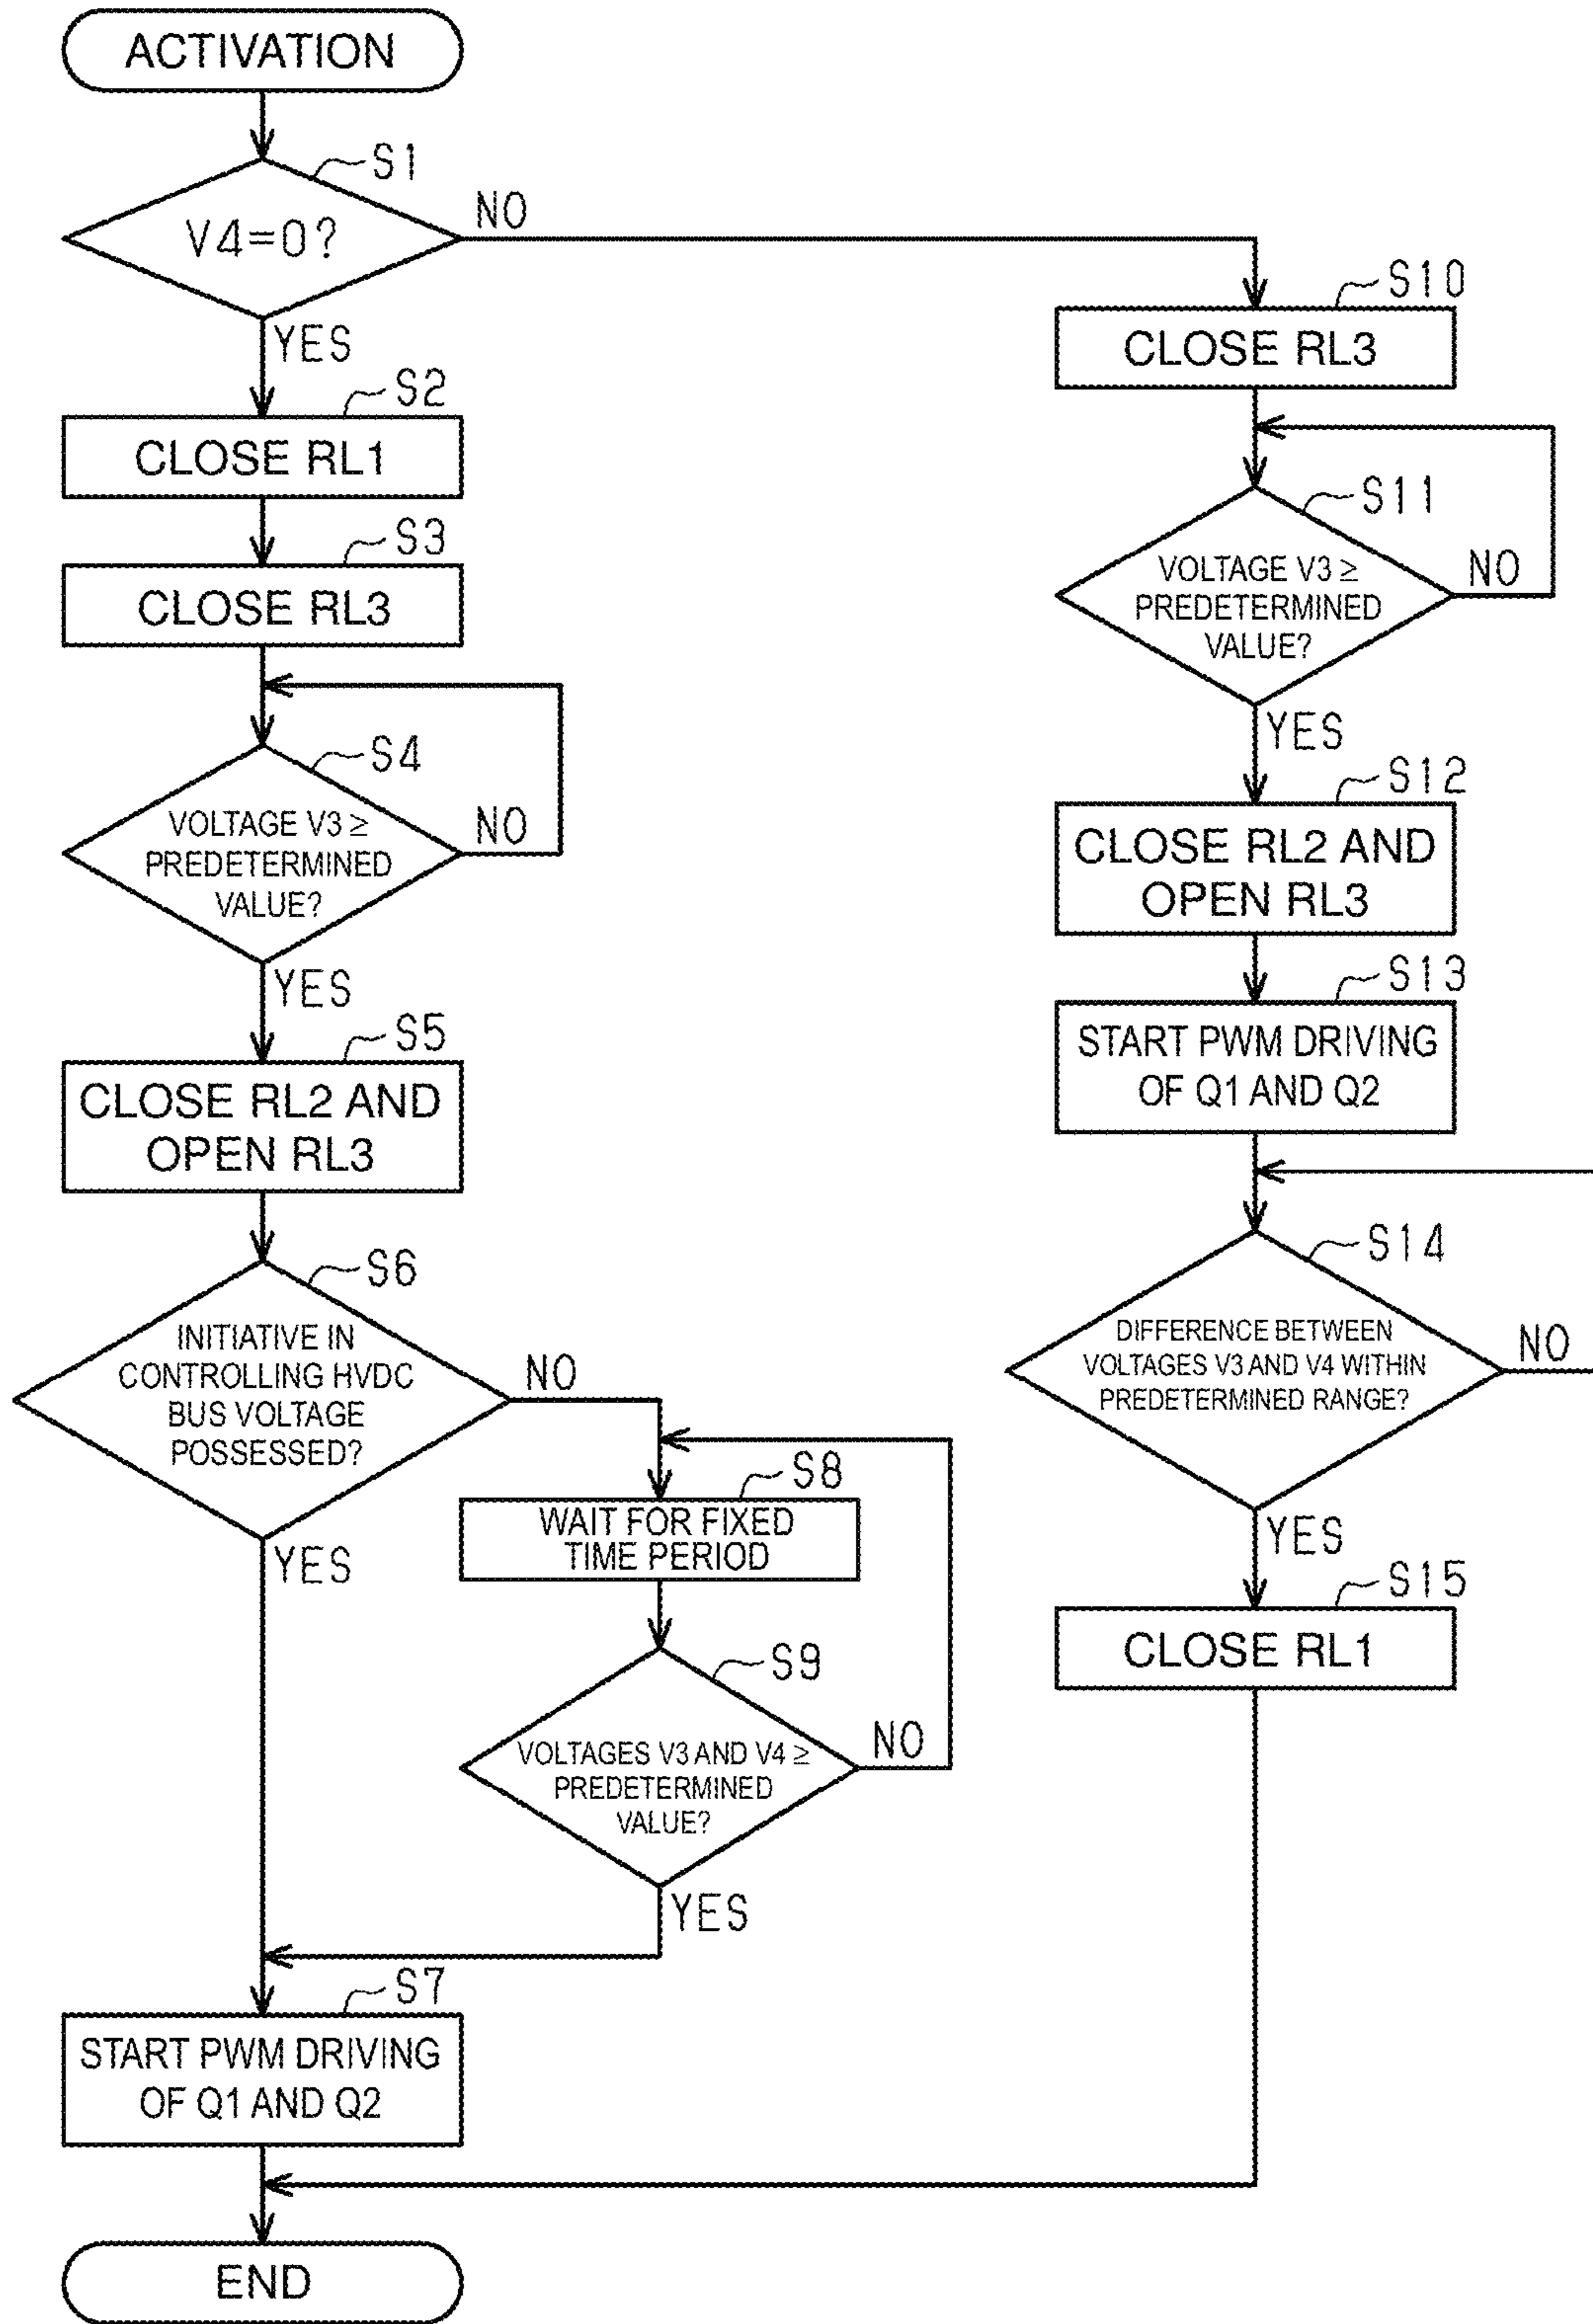 ACTIVATION
S1
V4=0?
NO
YES
S2
CLOSE RL1
S3
CLOSE RL3
S4
VOLTAGE V3 ≥
PREDETERMINED
VALUE?
NO
YES
S5
CLOSE RL2 AND
OPEN RL3
S6
INITIATIVE IN
CONTROLLING HVDC
BUS VOLTAGE
POSSESSED?
NO
YES
S8
WAIT FOR FIXED
TIME PERIOD
S9
VOLTAGES V3 AND V4 ≥
PREDETERMINED
VALUE?
NO
YES
S7
START PWM DRIVING
OF Q1 AND Q2
S10
CLOSE RL3
S11
VOLTAGE V3 ≥
PREDETERMINED
VALUE?
NO
YES
S12
CLOSE RL2 AND
OPEN RL3
S13
START PWM DRIVING
OF Q1 AND Q2
S14
DIFFERENCE BETWEEN
VOLTAGES V3 AND V4 WITHIN
PREDETERMINED RANGE?
NO
YES
S15
CLOSE RL1
END